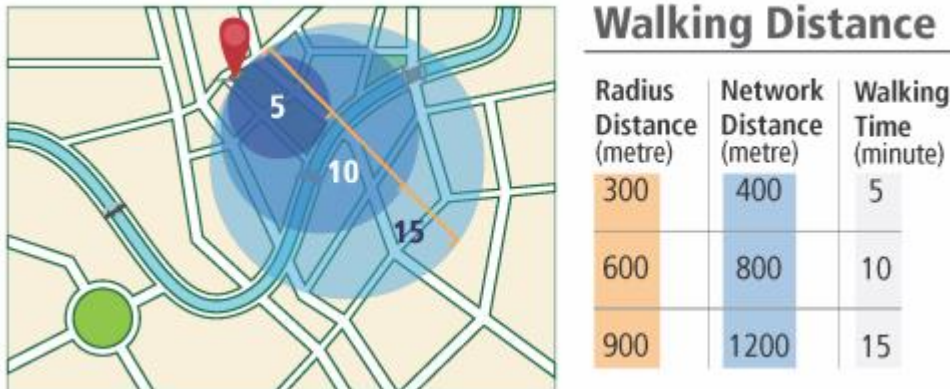 5
10
15
Walking Distance
Radius Distance (metre)
Network Distance (metre)
Walking Time (minute)
300 400 5
600 800 10
900 1200 15